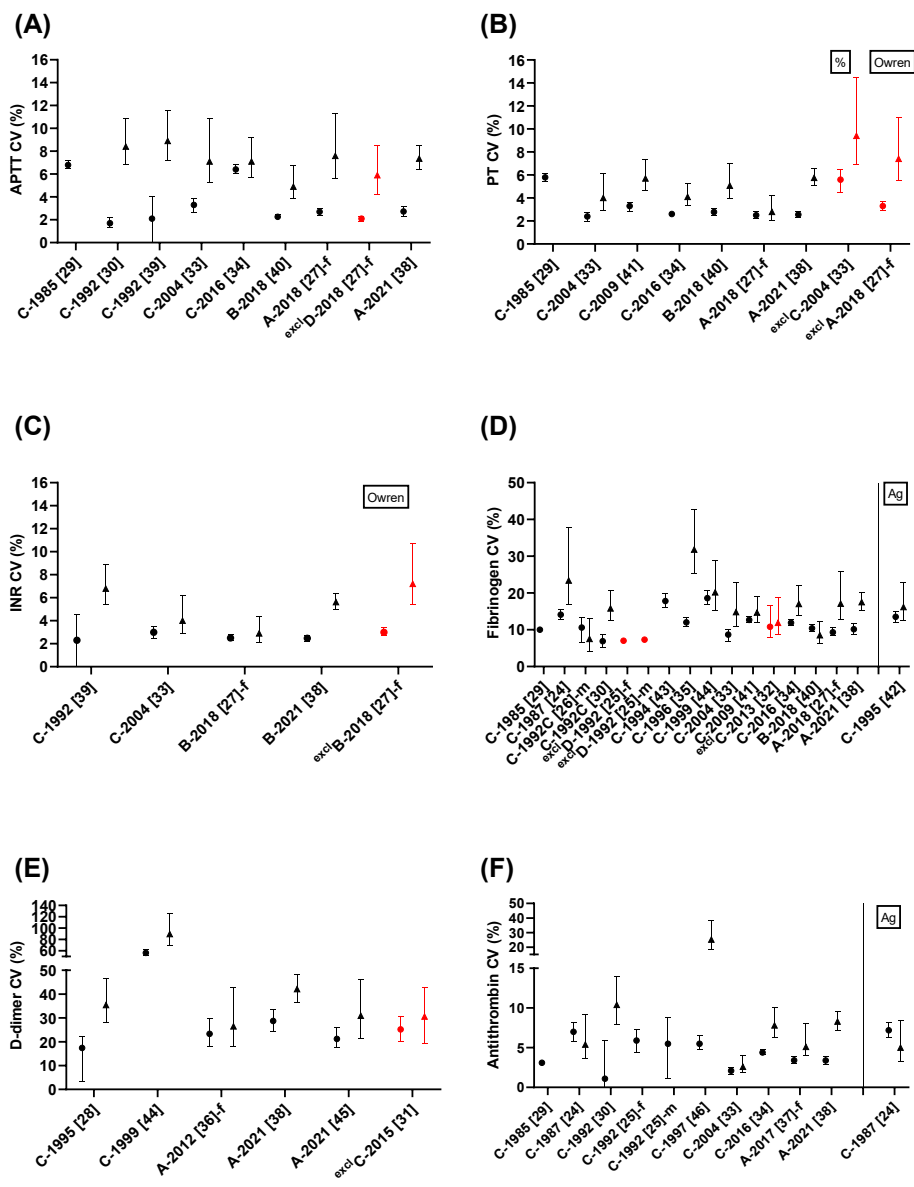 (A)
APTT CV (%)
16
14
12
10
8
6
4
2
0
C-1985 [29]
C-1992 [30]
C-1992 [39]
C-2004 [33]
C-2016 [34]
B-2018 [40]
A-2018 [27]-f
excl D-2018 [27]-f
A-2021 [38]
(B)
% Owren
PT CV (%)
16
14
12
10
8
6
4
2
0
C-1985 [29]
C-2004 [33]
C-2009 [41]
C-2016 [34]
B-2018 [40]
A-2018 [27]-f
A-2021 [38]
excl C-2004 [33]
excl A-2018 [27]-f
(C)
Owren
INR CV (%)
16
14
12
10
8
6
4
2
0
C-1992 [39]
C-2004 [33]
B-2018 [27]-f
B-2021 [38]
excl B-2018 [27]-f
(D)
Ag
Fibrinogen CV (%)
50
40
30
20
10
0
C-1985 [29]
C-1987 [24]
C-1992C [26]-m
C-1992C [30]
excl D-1992 [25]-f
excl D-1992 [25]-m
C-1994 [43]
C-1996 [35]
C-1999 [44]
C-2004 [33]
C-2009 [41]
excl C-2013 [32]
C-2016 [34]
B-2018 [40]
A-2018 [27]-f
A-2021 [38]
C-1995 [42]
(E)
D-dimer CV (%)
140
120
100
80
60
50
40
30
20
10
0
C-1995 [28]
C-1999 [44]
A-2012 [36]-f
A-2021 [38]
A-2021 [45]
excl C-2015 [31]
(F)
Ag
Antithrombin CV (%)
50
40
30
20
10
5
0
C-1985 [29]
C-1987 [24]
C-1992 [30]
C-1992 [25]-f
C-1992 [25]-m
C-1997 [46]
C-2004 [33]
C-2016 [34]
A-2017 [37]-f
A-2021 [38]
C-1987 [24]